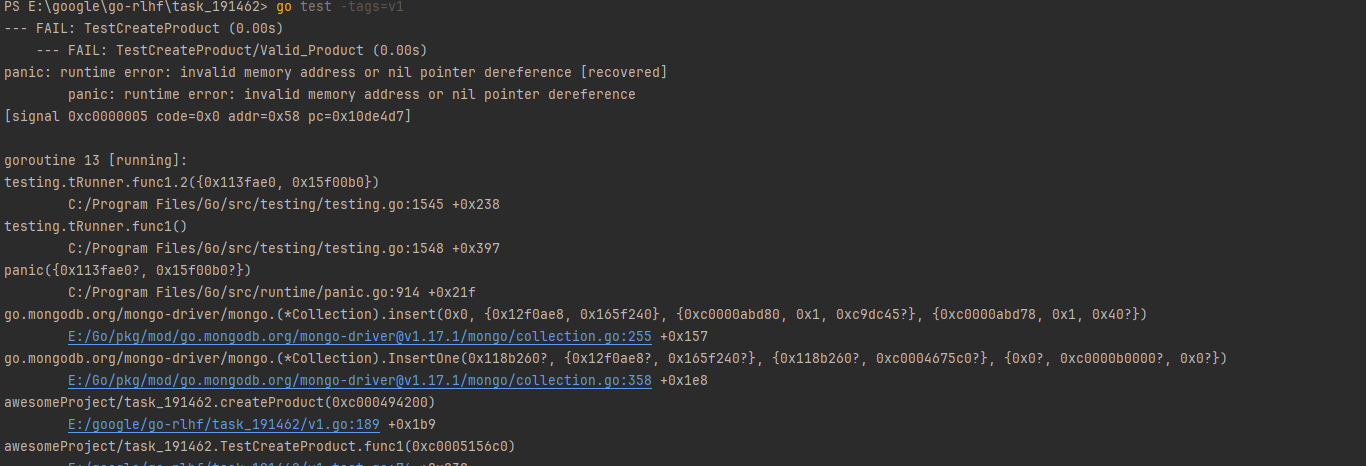 PS E:\google\go-rlhf\task_191462> go test -tags=v1
--- FAIL: TestCreateProduct (0.00s)
    --- FAIL: TestCreateProduct/Valid_Product (0.00s)
panic: runtime error: invalid memory address or nil pointer dereference [recovered]
        panic: runtime error: invalid memory address or nil pointer dereference
[signal 0xc0000005 code=0x0 addr=0x58 pc=0x10de4d7]

goroutine 13 [running]:
testing.tRunner.func1.2({0x113fae0, 0x15f00b0})
        C:/Program Files/Go/src/testing/testing.go:1545 +0x238
testing.tRunner.func1()
        C:/Program Files/Go/src/testing/testing.go:1548 +0x397
panic({0x113fae0?, 0x15f00b0?})
        C:/Program Files/Go/src/runtime/panic.go:914 +0x21f
go.mongodb.org/mongo-driver/mongo.(*Collection).insert(0x0, {0x12f0ae8, 0x165f240}, {0xc0000abd80, 0x1, 0xc9dc45?}, {0xc0000abd78, 0x1, 0x40?})
        E:/Go/pkg/mod/go.mongodb.org/mongo-driver@v1.17.1/mongo/collection.go:255 +0x157
go.mongodb.org/mongo-driver/mongo.(*Collection).InsertOne(0x118b260?, {0x12f0ae8?, 0x165f240?}, {0x118b260?, 0xc0004675c0?}, {0x0?, 0xc0000b0000?, 0x0?})
        E:/Go/pkg/mod/go.mongodb.org/mongo-driver@v1.17.1/mongo/collection.go:358 +0x1e8
awesomeProject/task_191462.createProduct(0xc000494200)
        E:/google/go-rlhf/task_191462/v1.go:189 +0x1b9
awesomeProject/task_191462.TestCreateProduct.func1(0xc0005156c0)